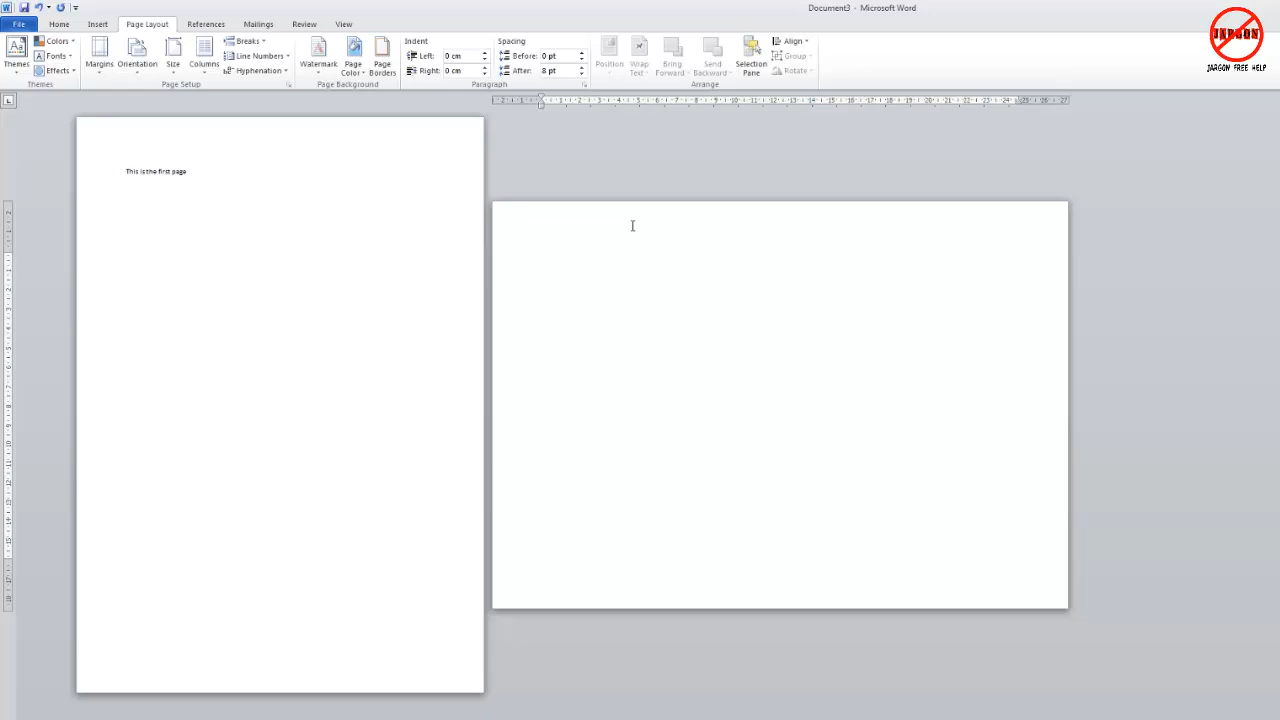 Document3 - Microsoft Word
File Home Insert Page Layout References Mailings Review View
Themes
Colors
Fonts
Effects
Themes
Margins
Orientation
Size
Columns
Breaks
Line Numbers
Hyphenation
Page Setup
Watermark
Page Color
Page Borders
Page Background
Indent
Left: 0 cm
Right: 0 cm
Spacing
Before: 0 pt
After: 8 pt
Paragraph
Position
Wrap Text
Bring Forward
Send Backward
Selection Pane
Align
Group
Rotate
Arrange
JARGON
JARGON FREE HELP
This is the first page